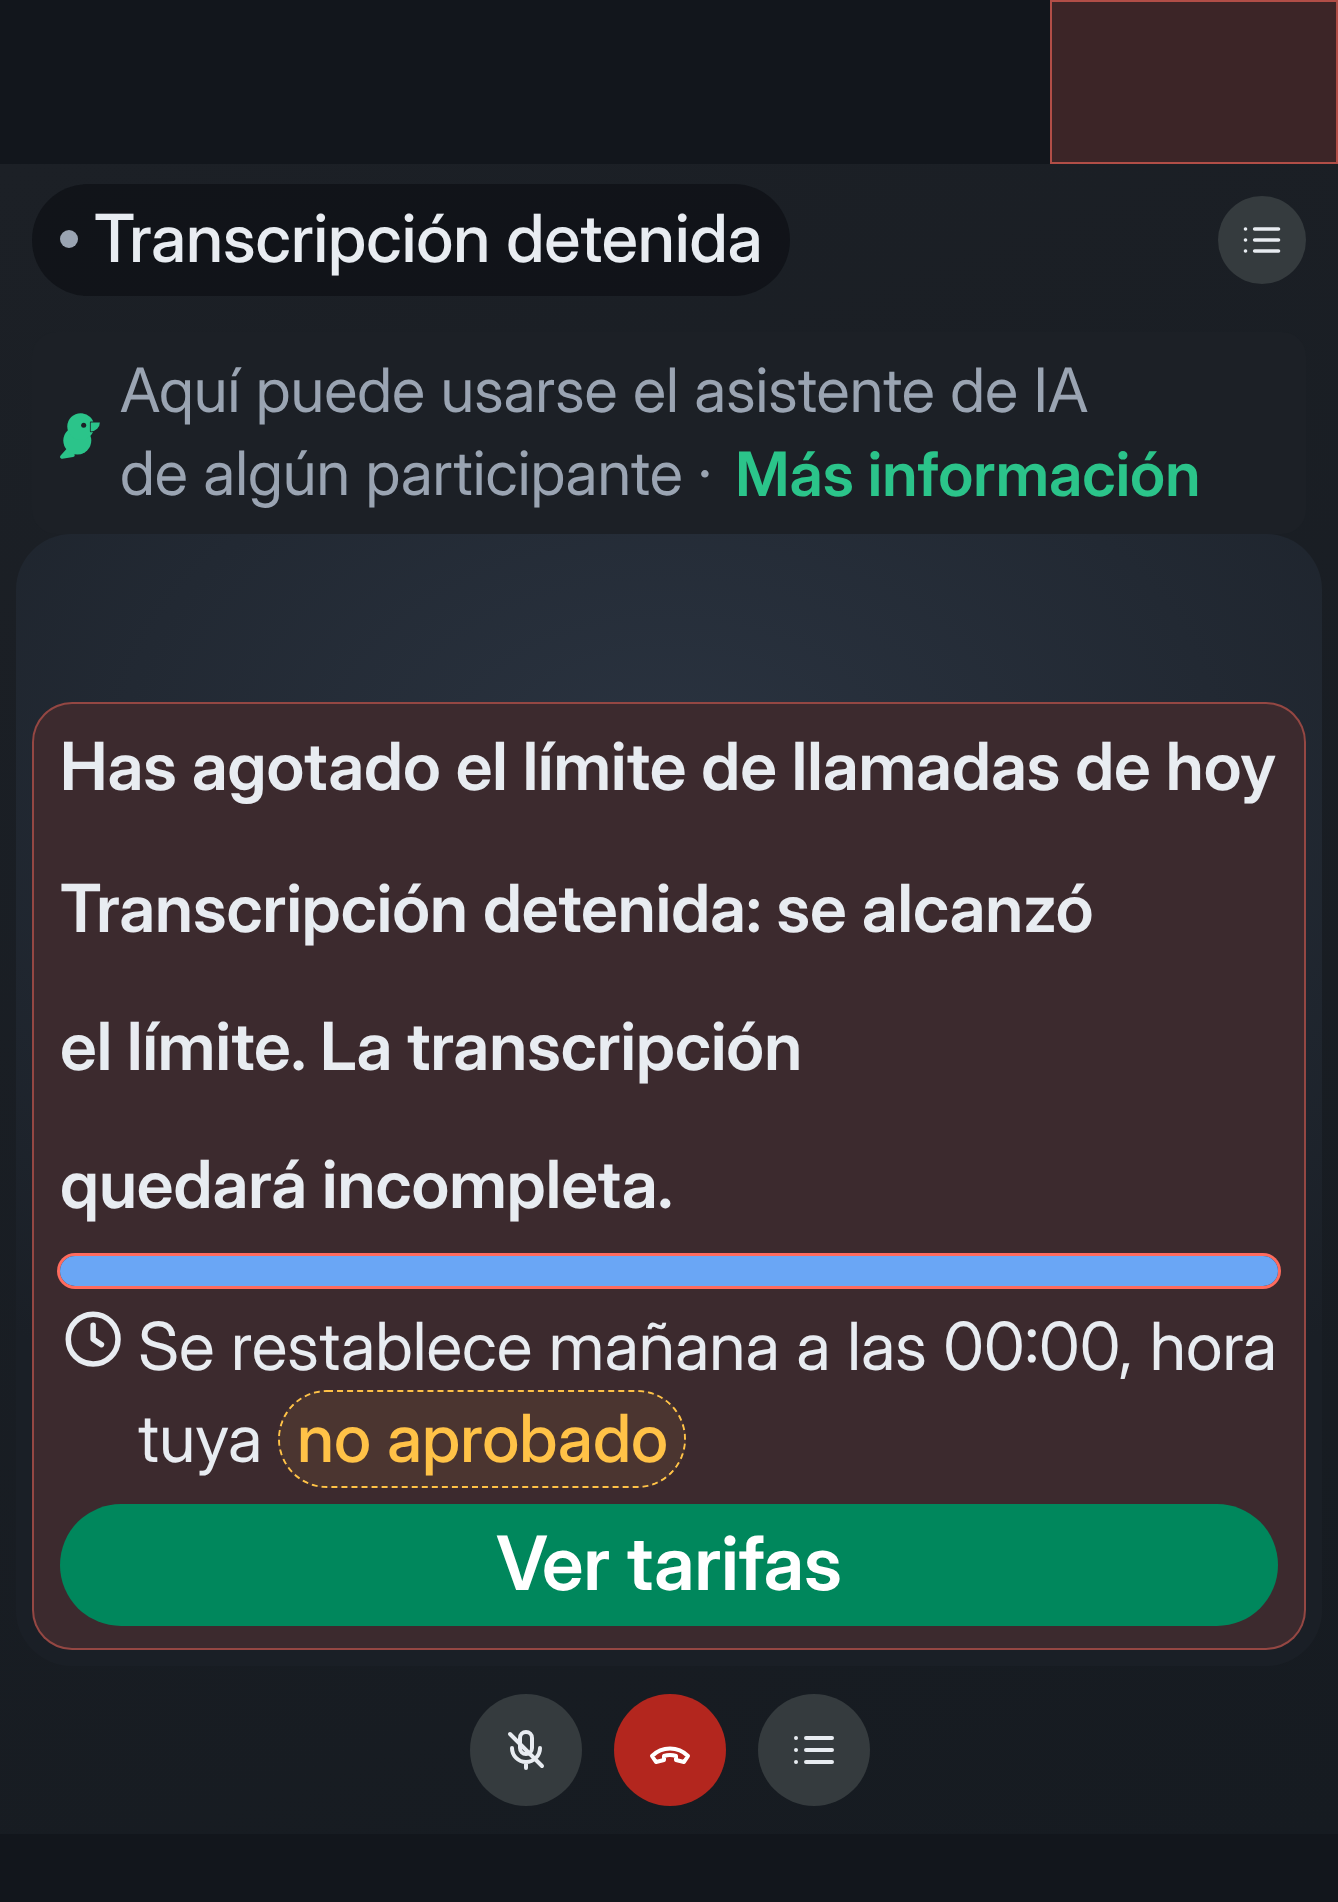 Transcripción detenida
Aquí puede usarse el asistente de IA
de algún participante · Más información
Has agotado el límite de llamadas de hoy
Transcripción detenida: se alcanzó
el límite. La transcripción
quedará incompleta.
Se restablece mañana a las 00:00, hora
tuya no aprobado
Ver tarifas